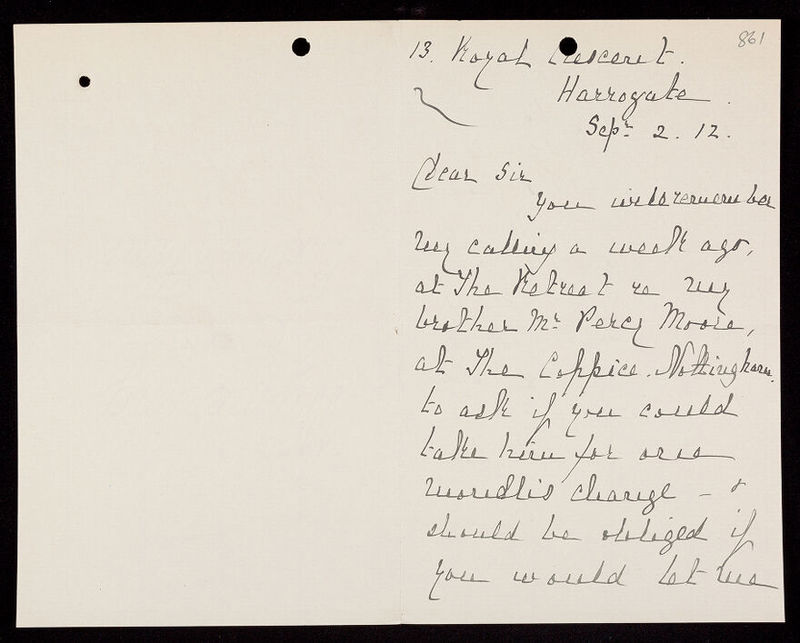 861
13. Royal Crescent.
Harrogate.
Sepr. 2. 12.
Dear Sir
You will remember
my calling a week ago,
at The Retreat re my
brother Mr Percy Moore,
at The Coppice. Nottingham.
to ask if you could
take him for one
month's change – &
should be obliged if
you would let me